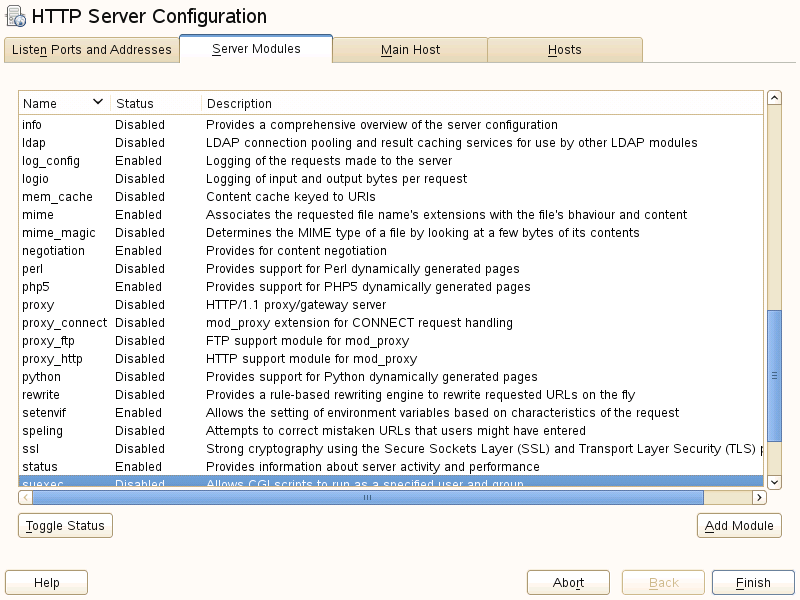 HTTP Server Configuration
Listen Ports and Addresses Server Modules Main Host Hosts
Name Status Description
info Disabled Provides a comprehensive overview of the server configuration
ldap Disabled LDAP connection pooling and result caching services for use by other LDAP modules
log_config Enabled Logging of the requests made to the server
logio Disabled Logging of input and output bytes per request
mem_cache Disabled Content cache keyed to URIs
mime Enabled Associates the requested file name's extensions with the file's bhaviour and content
mime_magic Disabled Determines the MIME type of a file by looking at a few bytes of its contents
negotiation Enabled Provides for content negotiation
perl Disabled Provides support for Perl dynamically generated pages
php5 Enabled Provides support for PHP5 dynamically generated pages
proxy Disabled HTTP/1.1 proxy/gateway server
proxy_connect Disabled mod_proxy extension for CONNECT request handling
proxy_ftp Disabled FTP support module for mod_proxy
proxy_http Disabled HTTP support module for mod_proxy
python Disabled Provides support for Python dynamically generated pages
rewrite Disabled Provides a rule-based rewriting engine to rewrite requested URLs on the fly
setenvif Enabled Allows the setting of environment variables based on characteristics of the request
speling Disabled Attempts to correct mistaken URLs that users might have entered
ssl Disabled Strong cryptography using the Secure Sockets Layer (SSL) and Transport Layer Security (TLS) p
status Enabled Provides information about server activity and performance
suexec Disabled Allows CGI scripts to run as a specified user and group
Toggle Status Add Module
Help Abort Back Finish